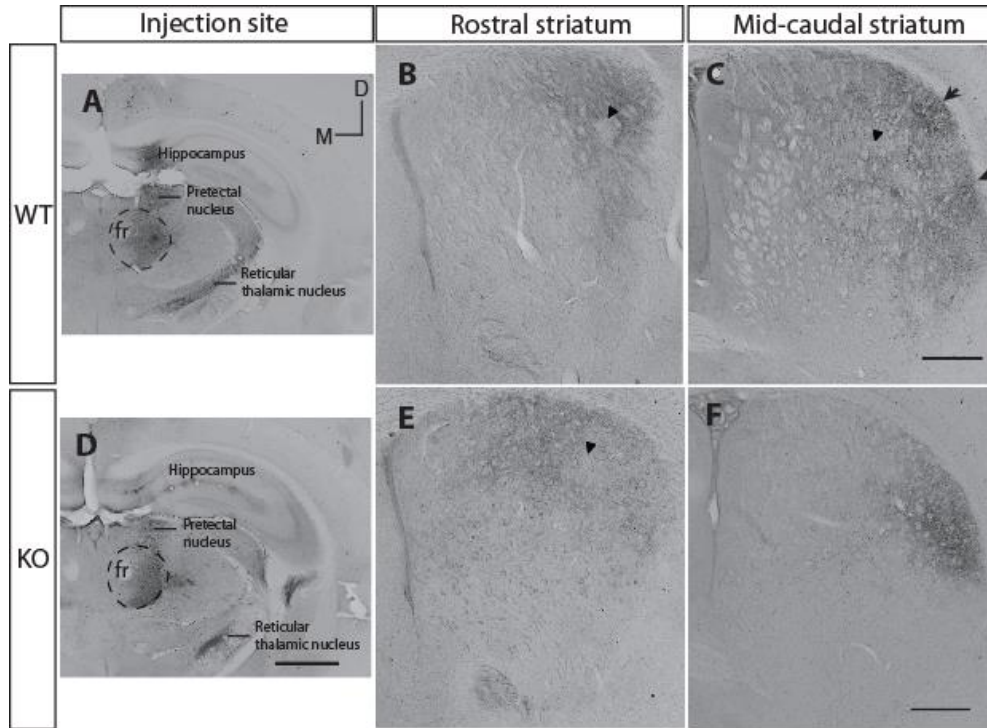 Injection site
Rostral striatum
Mid-caudal striatum
WT
A
D
M
Hippocampus
Pretectal
nucleus
fr
Reticular
thalamic nucleus
B
C
KO
D
Hippocampus
Pretectal
nucleus
fr
Reticular
thalamic nucleus
E
F